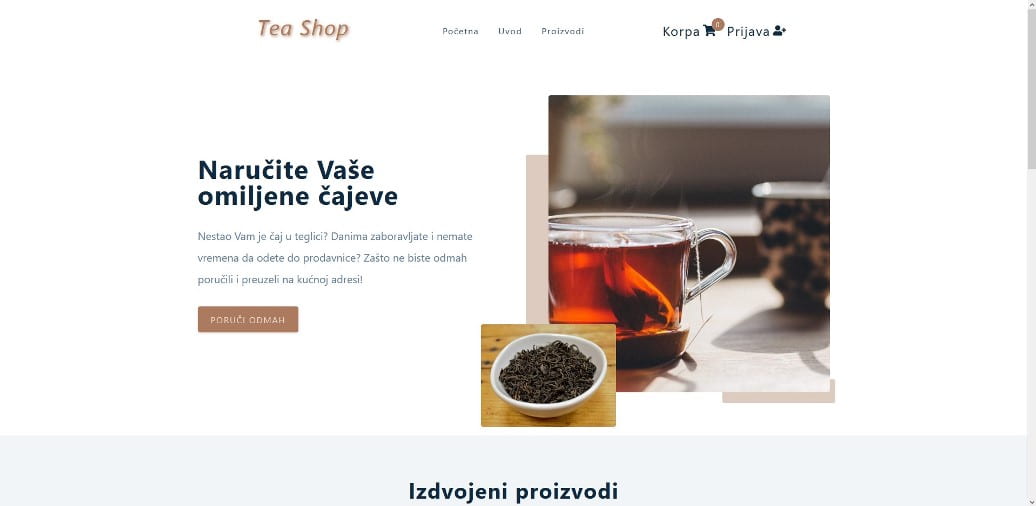 Tea Shop
Početna Uvod Proizvodi
Korpa 0 Prijava
Naručite Vaše
omiljene čajeve
Nestao Vam je čaj u teglici? Danima zaboravljate i nemate
vremena da odete do prodavnice? Zašto ne biste odmah
poručili i preuzeli na kućnoj adresi!
PORUČI ODMAH
Izdvojeni proizvodi